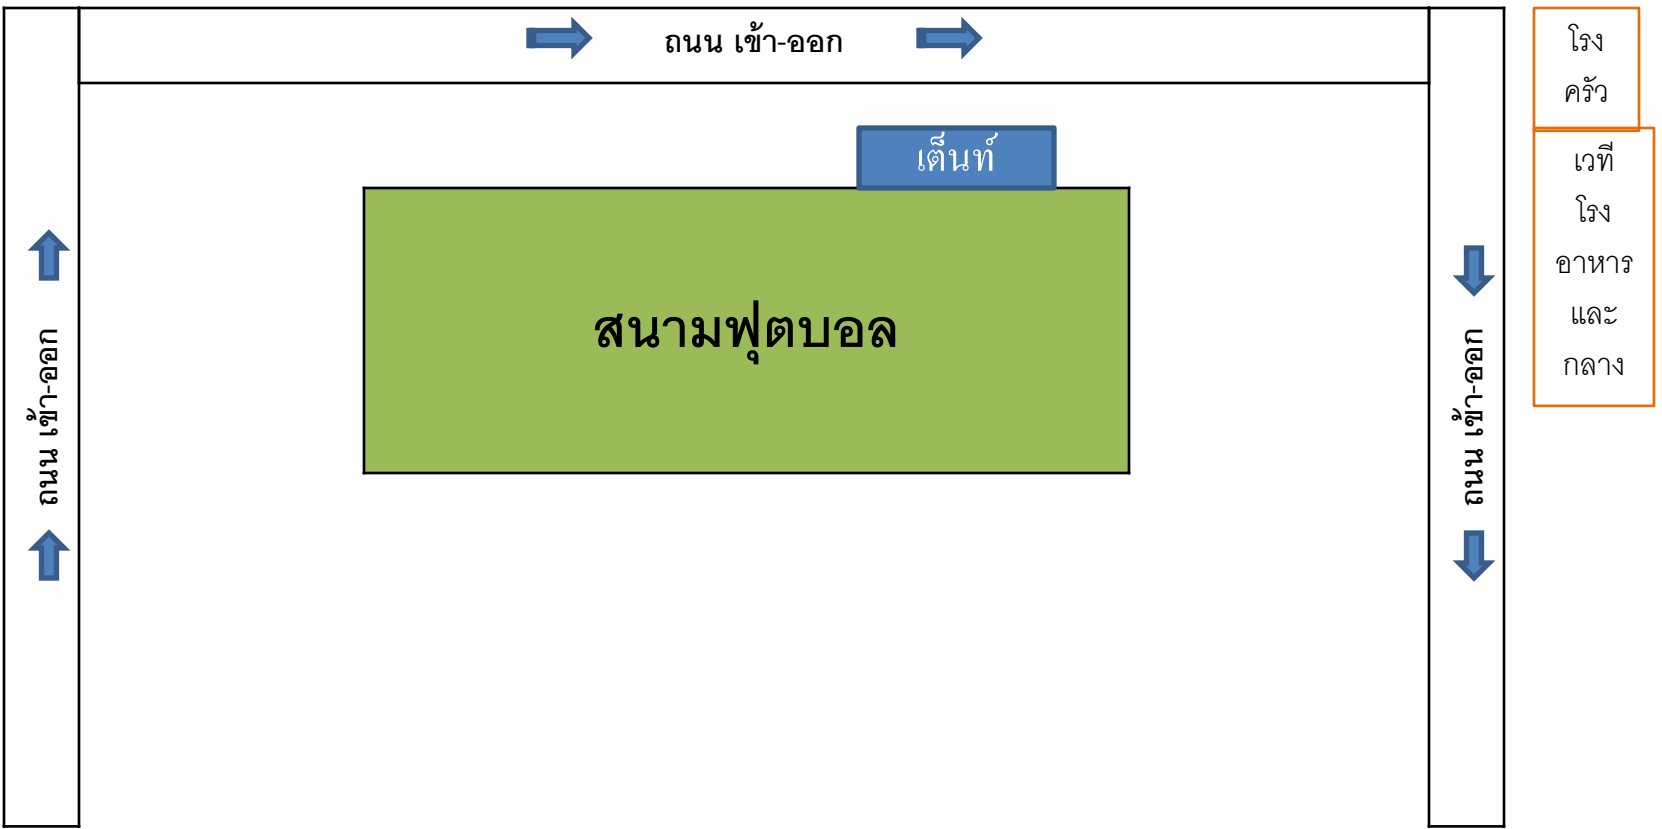 ถนน เข้า-ออก
โรง
ครัว
เต็นท์
เวที
โรง
อาหาร
และ
กลาง
สนามฟุตบอล
ถนน เข้า-ออก
ถนน เข้า-ออก